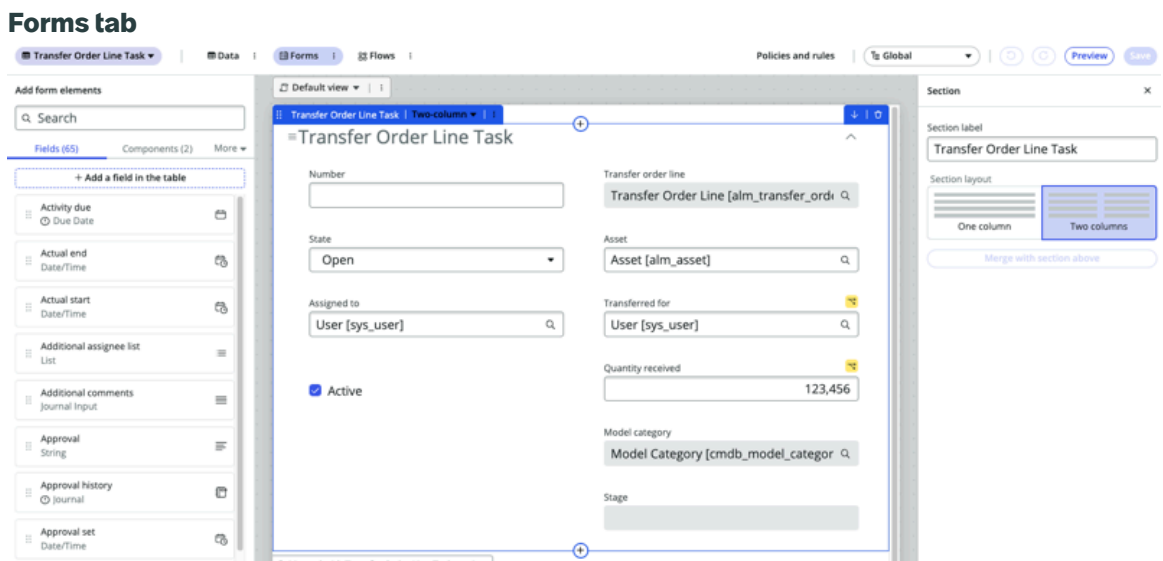 Forms tab
Transfer Order Line Task
Data
Forms
Flows
Policies and rules
Global
Preview
Save
Add form elements
Search
Fields (65)
Components (2)
More
+ Add a field in the table
Activity due
Due Date
Actual end
Date/Time
Actual start
Date/Time
Additional assignee list
List
Additional comments
Journal Input
Approval
String
Approval history
Journal
Approval set
Date/Time
Default view
Transfer Order Line Task | Two-column
Transfer Order Line Task
Number
Transfer order line
Transfer Order Line [alm_transfer_orde
State
Open
Asset
Asset [alm_asset]
Assigned to
User [sys_user]
Transferred for
User [sys_user]
Active
Quantity received
123,456
Model category
Model Category [cmdb_model_categor
Stage
Section
Section label
Transfer Order Line Task
Section layout
One column
Two columns
Merge with section above